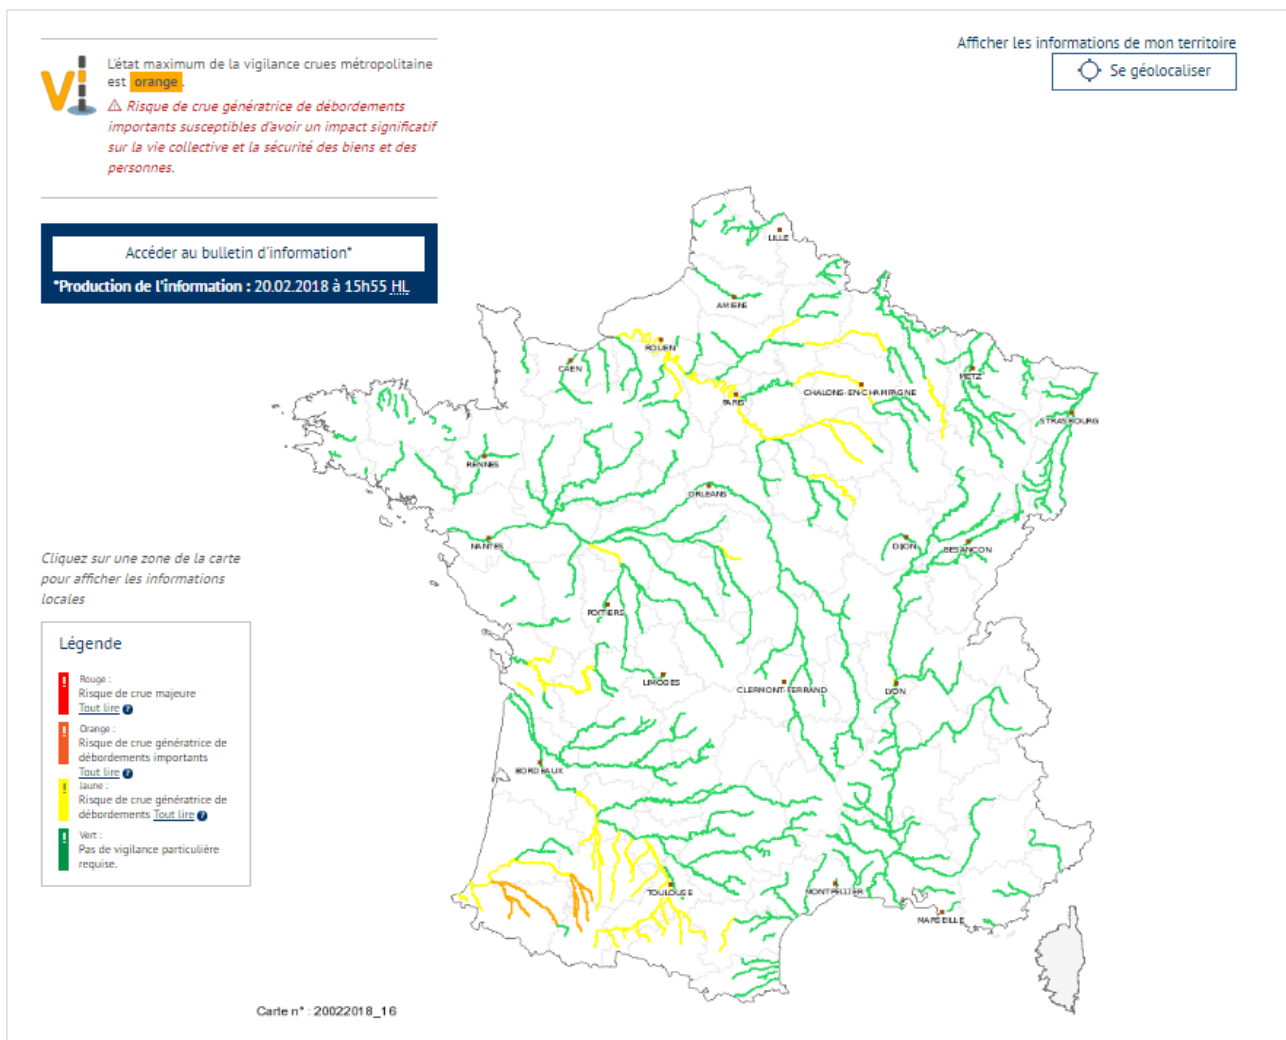 Afficher les informations de mon territoire
Se géolocaliser
L'état maximum de la vigilance crues métropolitaine
est orange.
⚠ Risque de crue génératrice de débordements
importants susceptibles d'avoir un impact significatif
sur la vie collective et la sécurité des biens et des
personnes.
Accéder au bulletin d'information*
*Production de l'information : 20.02.2018 à 15h55 HL
LILLE
AMIENS
ROUEN
CAEN
METZ
PARIS
CHALONS-EN-CHAMPAGNE
STRASBOURG
RENNES
ORLEANS
NANTES
DIJON
BESANCON
Cliquez sur une zone de la carte
pour afficher les informations
locales
POITIERS
Légende
Rouge :
Risque de crue majeure
Tout lire ?
Orange :
Risque de crue génératrice de
débordements importants
Tout lire ?
Jaune :
Risque de crue génératrice de
débordements Tout lire ?
Vert :
Pas de vigilance particulière
requise.
LIMOGES
CLERMONT-FERRAND
LYON
BORDEAUX
TOULOUSE
MONTPELLIER
MARSEILLE
Carte n° : 20022018_16